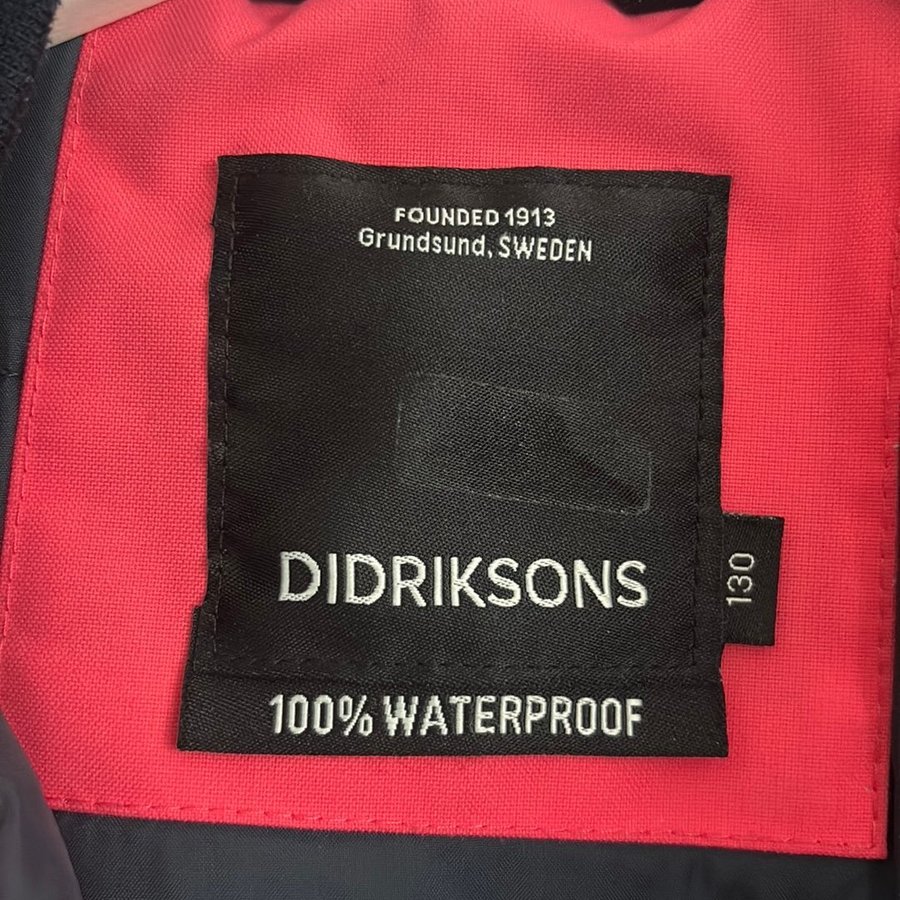 FOUNDED 1913
Grundsund, SWEDEN
DIDRIKSONS
130
100% WATERPROOF